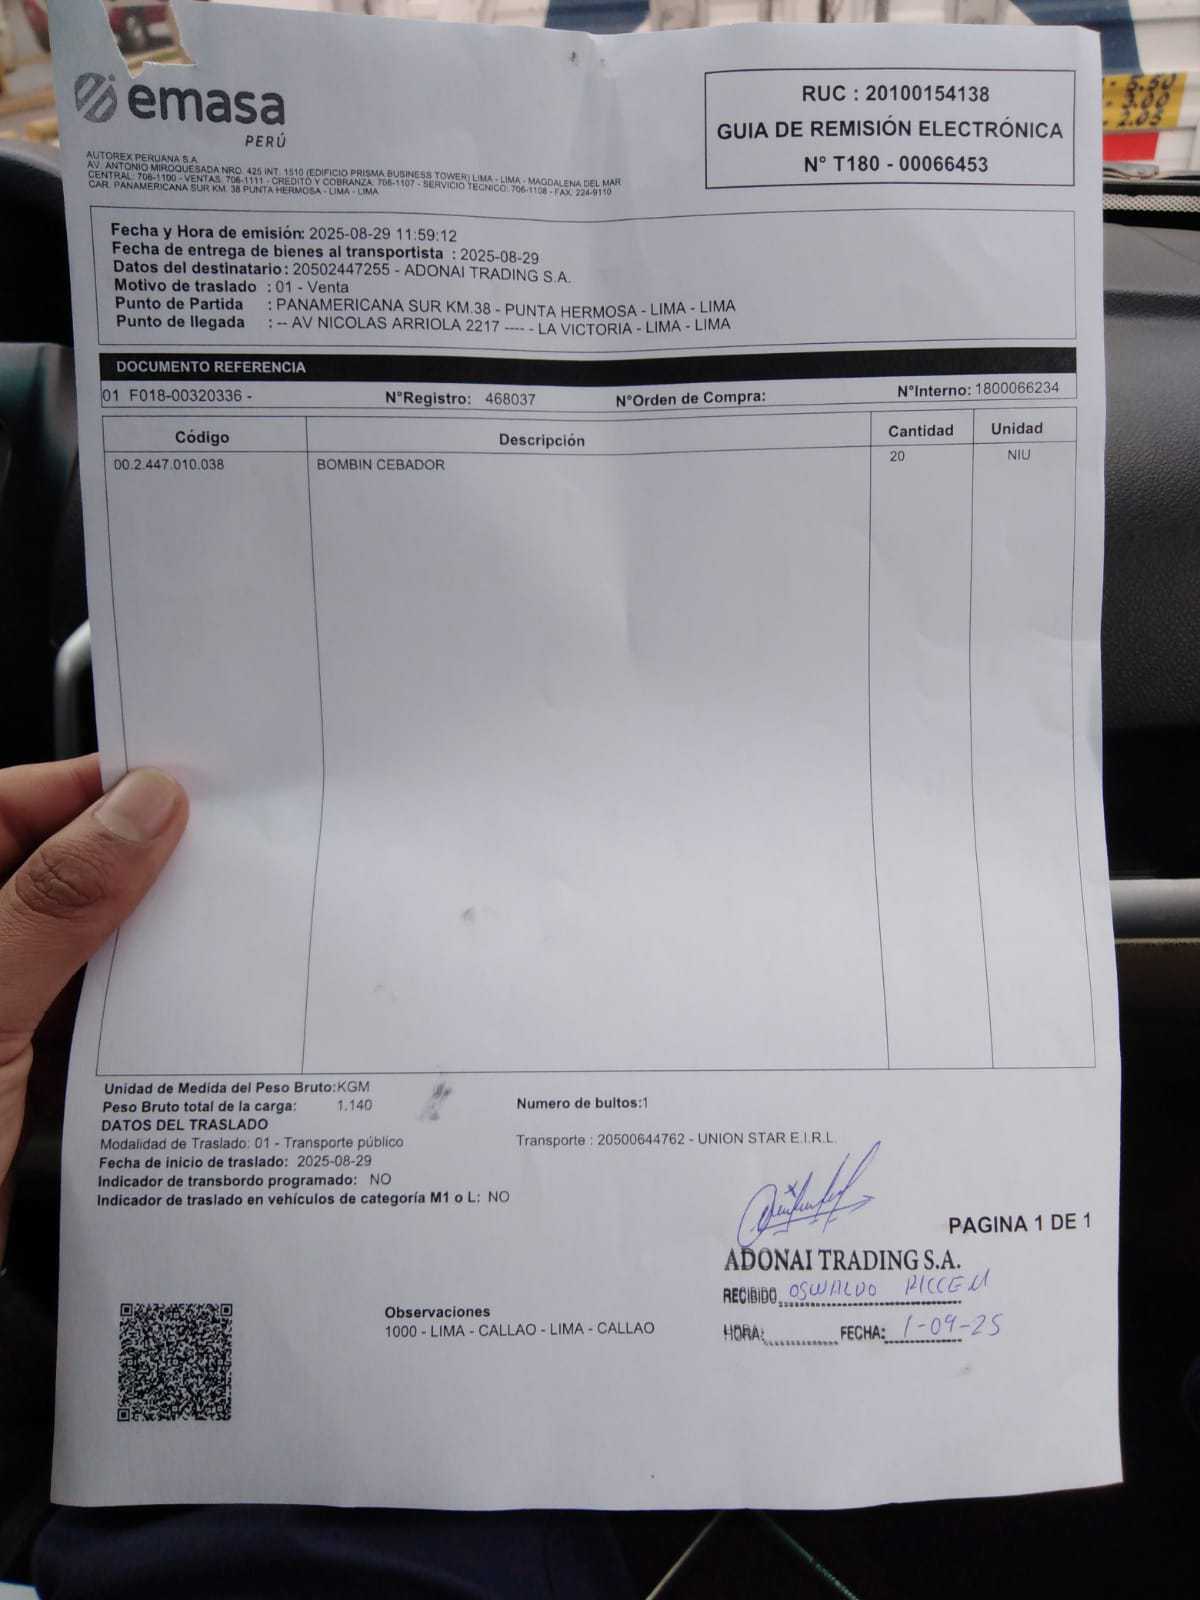 emasa
PERÚ
AUTOREX PERUANA S.A.
AV. ANTONIO MIROQUESADA NRO. 425 INT. 1510 (EDIFICIO PRISMA BUSINESS TOWER) LIMA - LIMA - MAGDALENA DEL MAR
CENTRAL: 706-1100 - VENTAS: 706-1111 - CREDITO Y COBRANZA: 706-1107 - SERVICIO TECNICO: 706-1108 - FAX: 224-9110
CAR. PANAMERICANA SUR KM. 38 PUNTA HERMOSA - LIMA - LIMA
RUC : 20100154138
GUIA DE REMISIÓN ELECTRÓNICA
N° T180 - 00066453
5.50
3.00
2.05
Fecha y Hora de emisión: 2025-08-29 11:59:12
Fecha de entrega de bienes al transportista : 2025-08-29
Datos del destinatario : 20502447255 - ADONAI TRADING S.A.
Motivo de traslado : 01 - Venta
Punto de Partida : PANAMERICANA SUR KM.38 - PUNTA HERMOSA - LIMA - LIMA
Punto de llegada : -- AV NICOLAS ARRIOLA 2217 ---- - LA VICTORIA - LIMA - LIMA
DOCUMENTO REFERENCIA
01 F018-00320336 - N°Registro: 468037 N°Orden de Compra: N°Interno: 1800066234
Código Descripción Cantidad Unidad
00.2.447.010.038 BOMBIN CEBADOR 20 NIU
Unidad de Medida del Peso Bruto:KGM
Peso Bruto total de la carga: 1.140 Numero de bultos:1
DATOS DEL TRASLADO
Modalidad de Traslado: 01 - Transporte público Transporte : 20500644762 - UNION STAR E.I.R.L.
Fecha de inicio de traslado: 2025-08-29
Indicador de transbordo programado: NO
Indicador de traslado en vehículos de categoría M1 o L: NO
PAGINA 1 DE 1
ADONAI TRADING S.A.
RECIBIDO OSWALDO
HORA: FECHA: 1-09-25
Observaciones
1000 - LIMA - CALLAO - LIMA - CALLAO